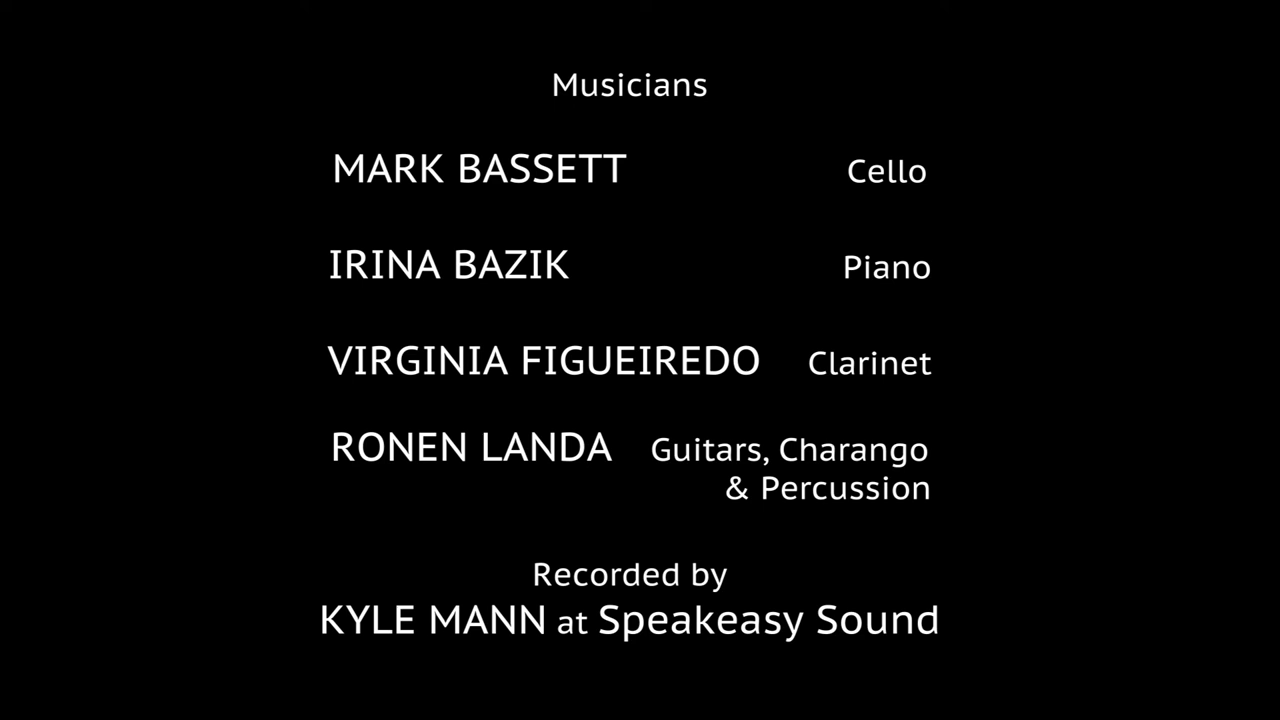 Musicians
MARK BASSETT Cello
IRINA BAZIK Piano
VIRGINIA FIGUEIREDO Clarinet
RONEN LANDA Guitars, Charango
& Percussion
Recorded by
KYLE MANN at Speakeasy Sound